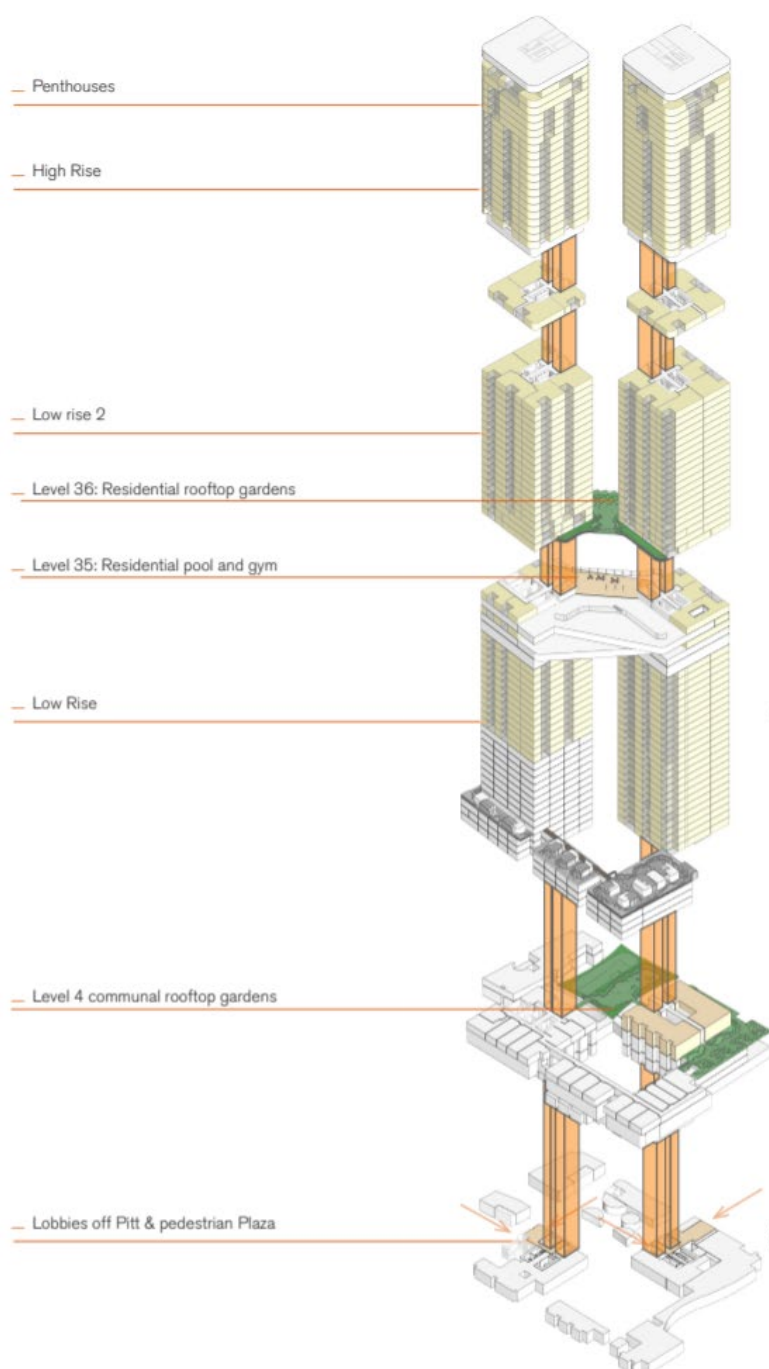 Penthouses
High Rise
Low rise 2
Level 36: Residential rooftop gardens
Level 35: Residential pool and gym
Low Rise
Level 4 communal rooftop gardens
Lobbies off Pitt & pedestrian Plaza